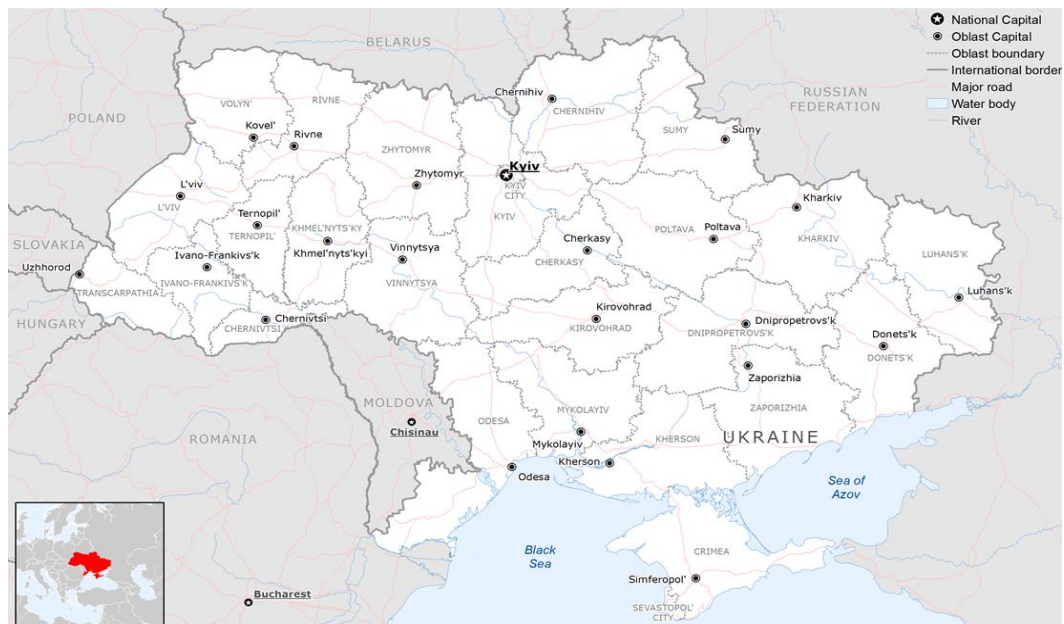 National Capital
Oblast Capital
Oblast boundary
International border
Major road
Water body
River
BELARUS
RUSSIAN
FEDERATION
POLAND
SLOVAKIA
HUNGARY
ROMANIA
MOLDOVA
UKRAINE
Chernihiv
CHERNIHIV
VOLYN'
RIVNE
Kovel'
Rivne
SUMY
Sumy
ZHYTOMYR
Zhytomyr
Kyiv
KYIV
CITY
KYIV
L'viv
L'VIV
Ternopil'
TERNOPIL'
KHMEL'NYTS'KY
Khmel'nyts'kyi
Vinnytsya
VINNYTSYA
Cherkasy
CHERKASY
POLTAVA
Poltava
Kharkiv
KHARKIV
LUHANS'K
Luhans'k
Uzhhorod
TRANSCARPATHIA
Ivano-Frankivs'k
IVANO-FRANKIVS'K
Chernivtsi
CHERNIVTSI
Kirovohrad
KIROVOHRAD
Dnipropetrovs'k
DNIPROPETROVS'K
Donets'k
DONETS'K
Zaporizhia
ZAPORIZHIA
Chisinau
ODESA
Odesa
MYKOLAYIV
Mykolayiv
Kherson
KHERSON
Sea of
Azov
Black
Sea
CRIMEA
Simferopol'
SEVASTOPOL'
CITY
Bucharest